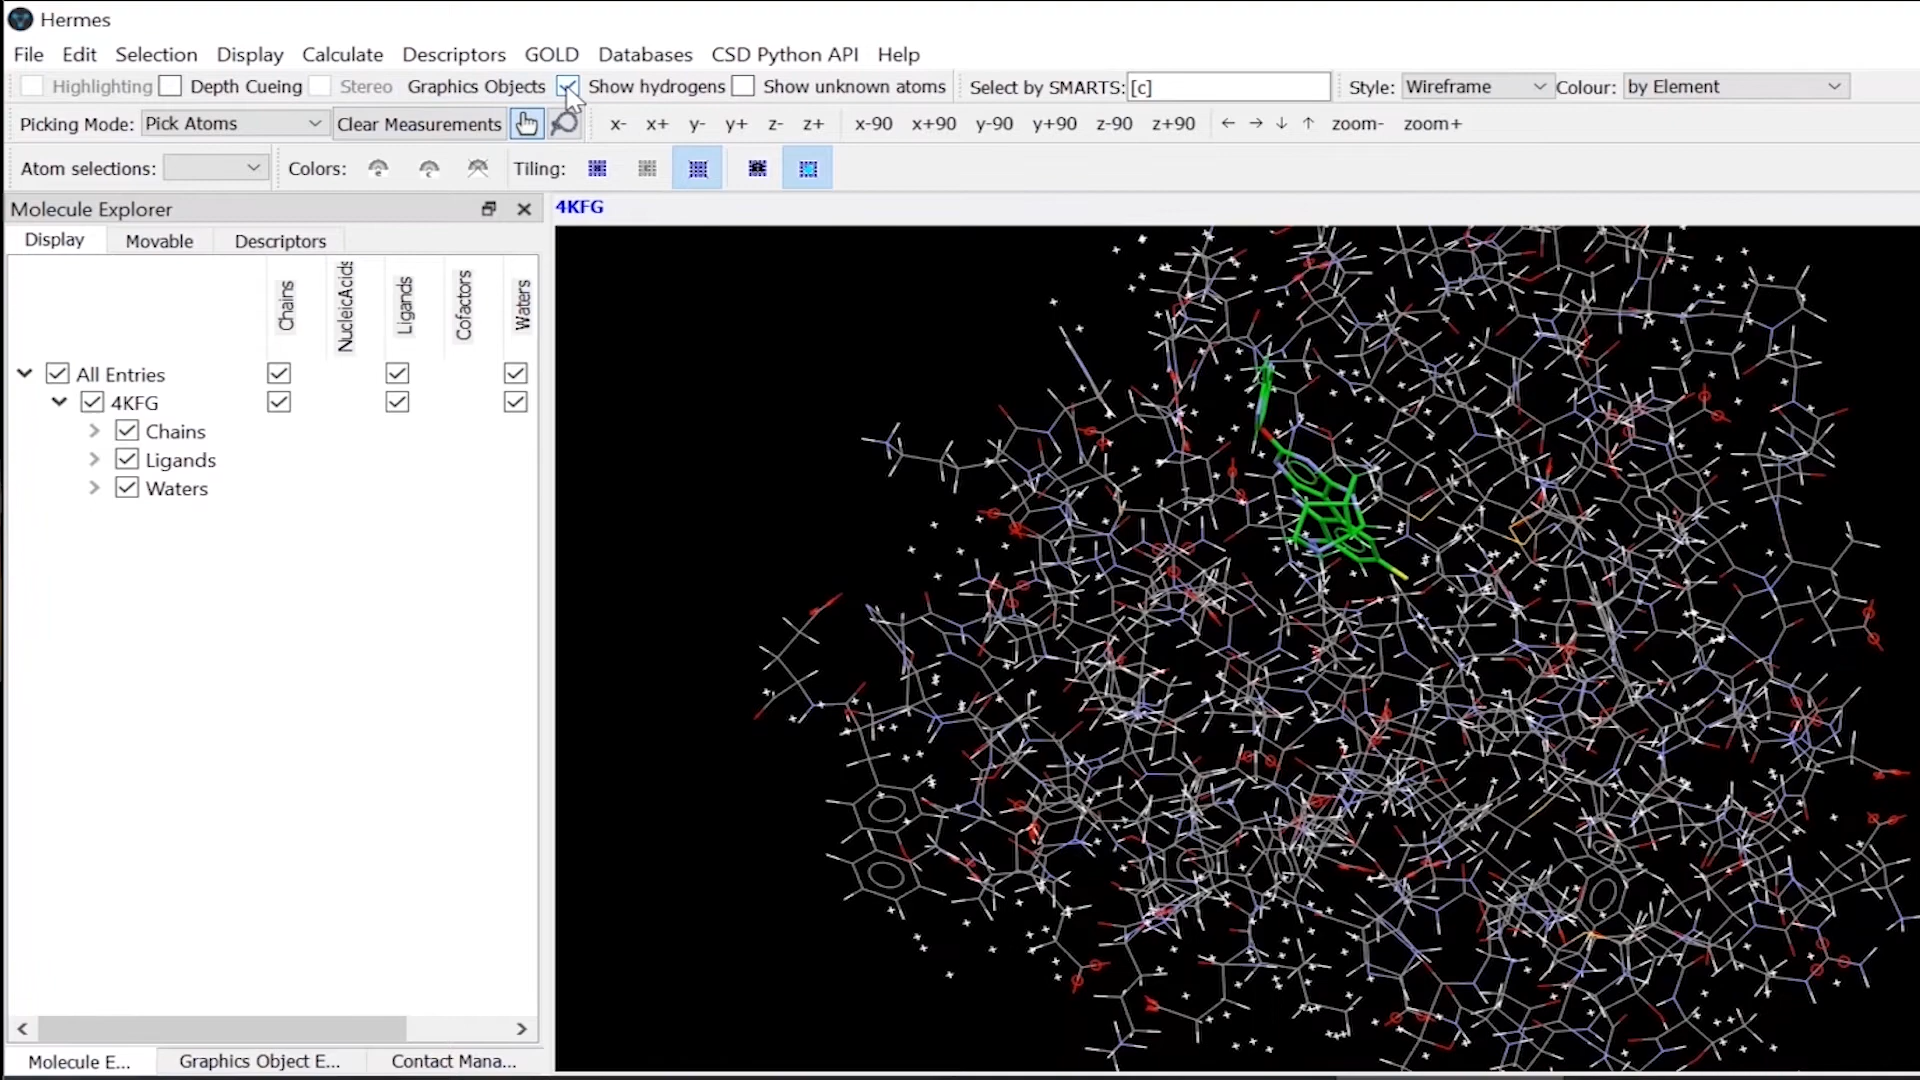 Hermes
File Edit Selection Display Calculate Descriptors GOLD Databases CSD Python API Help
Highlighting Depth Cueing Stereo Graphics Objects Show hydrogens Show unknown atoms Select by SMARTS: [c] Style: Wireframe Colour: by Element
Picking Mode: Pick Atoms Clear Measurements x- x+ y- y+ z- z+ x-90 x+90 y-90 y+90 z-90 z+90 ← → ↓ ↑ zoom- zoom+
Atom selections: Colors: Tiling:
Molecule Explorer
4KFG
Display Movable Descriptors
Chains NucleicAcids Ligands Cofactors Waters
All Entries
4KFG
Chains
Ligands
Waters
Molecule E... Graphics Object E... Contact Mana...